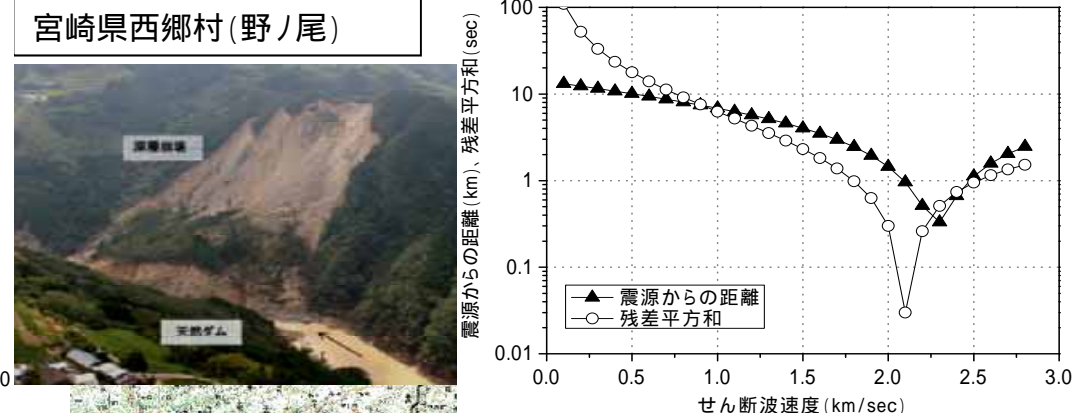 宮崎県西郷村(野ノ尾)
深層崩壊
天然ダム
0
震源からの距離(km)、残差平方和(sec)
100
10
1
0.1
0.01
震源からの距離
残差平方和
0.0 0.5 1.0 1.5 2.0 2.5 3.0
せん断波速度(km/sec)